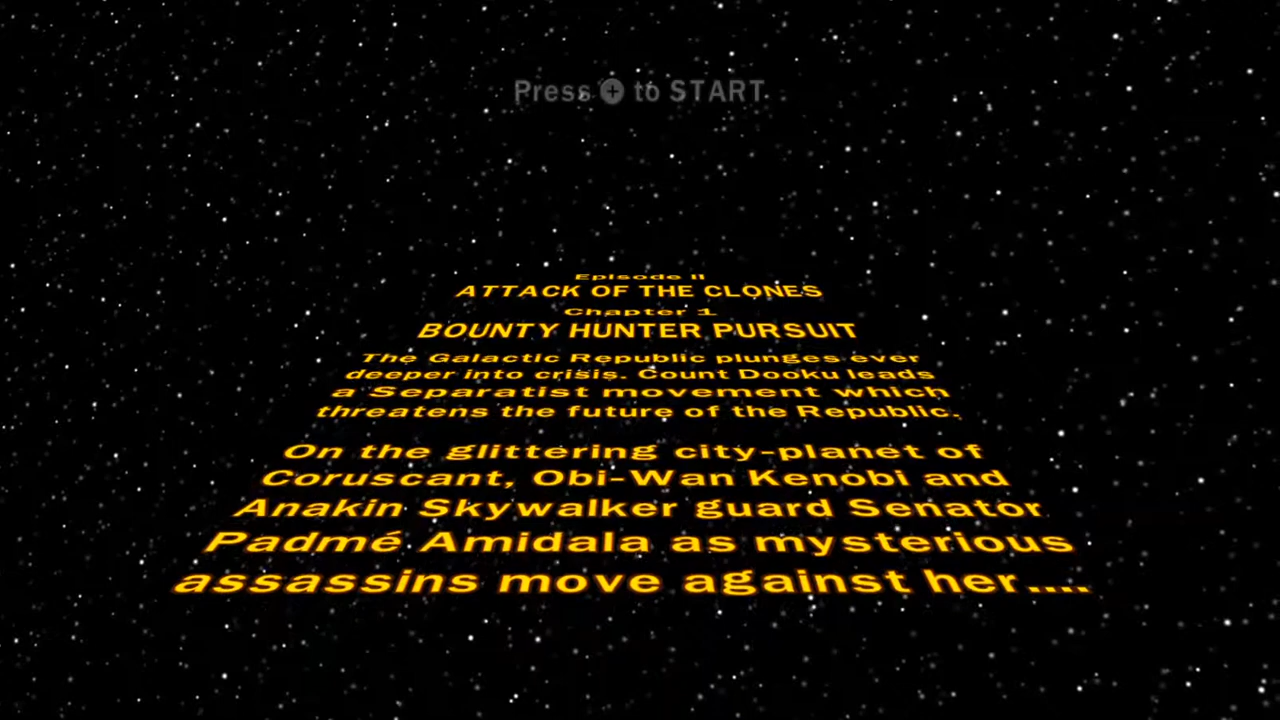 Press + to START
Episode II
ATTACK OF THE CLONES
Chapter 1
BOUNTY HUNTER PURSUIT
The Galactic Republic plunges ever
deeper into crisis. Count Dooku leads
a Separatist movement which
threatens the future of the Republic.
On the glittering city-planet of
Coruscant, Obi-Wan Kenobi and
Anakin Skywalker guard Senator
Padmé Amidala as mysterious
assassins move against her....